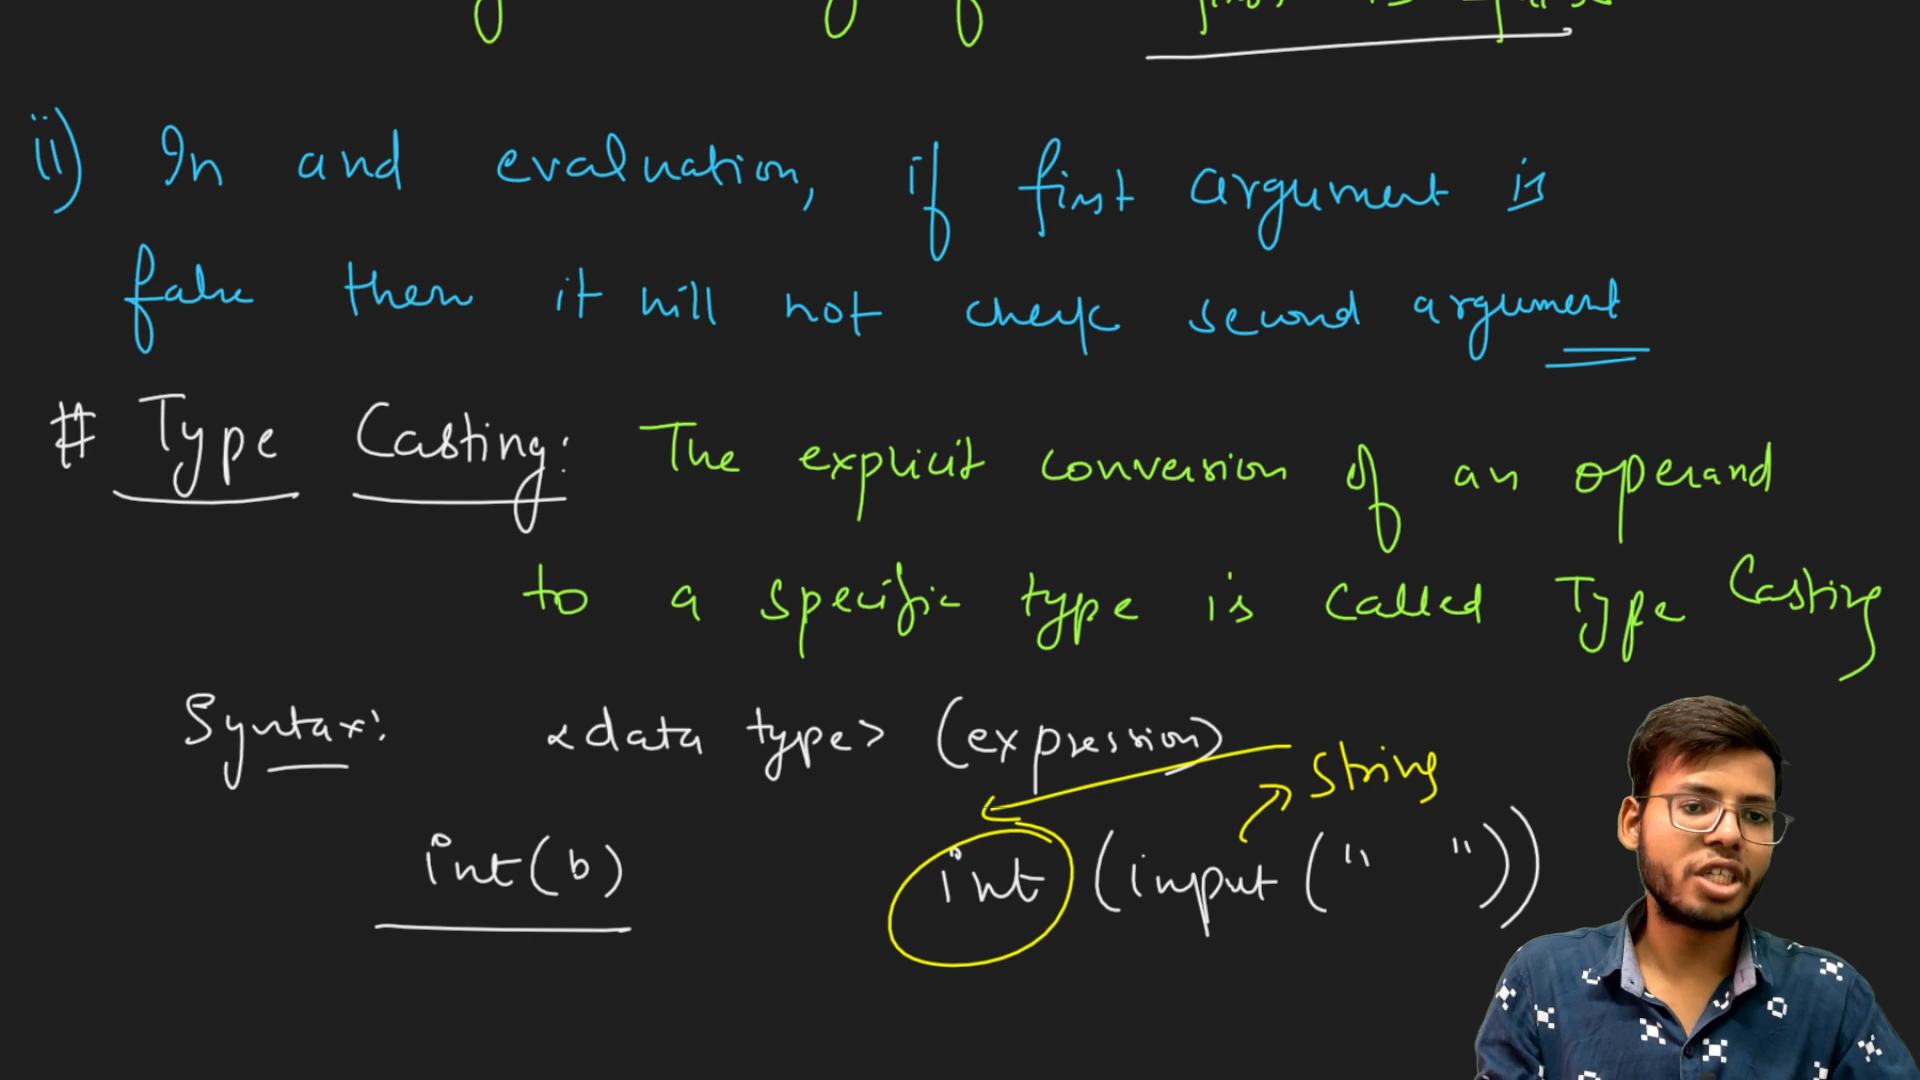 ii) In and evaluation, if first argument is
false then it will not check second argument
# Type Casting: The explicit conversion of an operand
to a specific type is called Type Casting
Syntax: <data type> (expression)
string
int(b) int (input (" "))